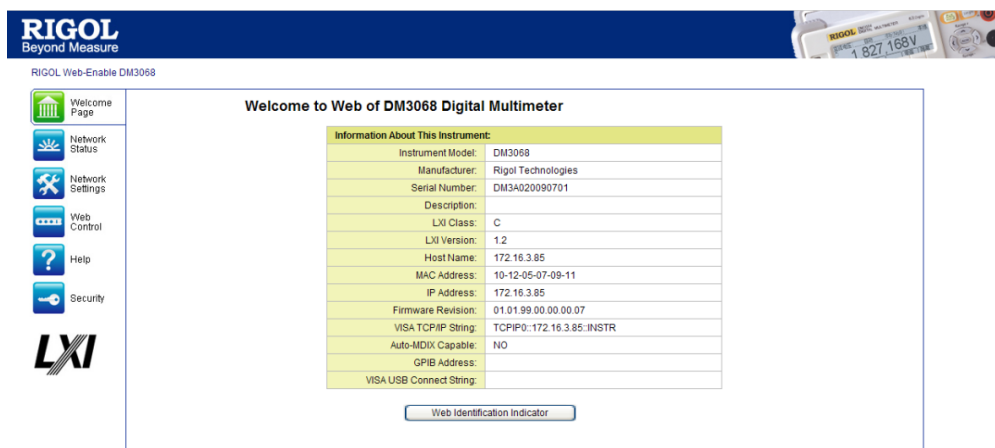 RIGOL
Beyond Measure
RIGOL
1.827,168V
RIGOL Web-Enable DM3068
Welcome
Page
Network
Status
Network
Settings
Web
Control
Help
Security
LXI
Welcome to Web of DM3068 Digital Multimeter
Information About This Instrument:
Instrument Model: DM3068
Manufacturer: Rigol Technologies
Serial Number: DM3A020090701
Description:
LXI Class: C
LXI Version: 1.2
Host Name: 172.16.3.85
MAC Address: 10-12-05-07-09-11
IP Address: 172.16.3.85
Firmware Revision: 01.01.99.00.00.00.07
VISA TCP/IP String: TCPIP0::172.16.3.85::INSTR
Auto-MDIX Capable: NO
GPIB Address:
VISA USB Connect String:
Web Identification Indicator